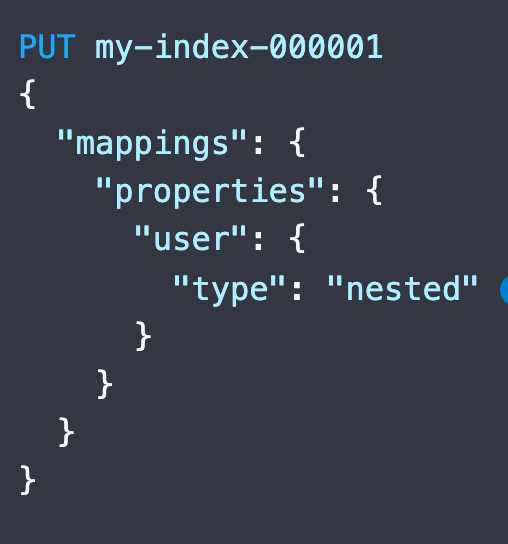 PUT my-index-000001
{
  "mappings": {
    "properties": {
      "user": {
        "type": "nested"
      }
    }
  }
}